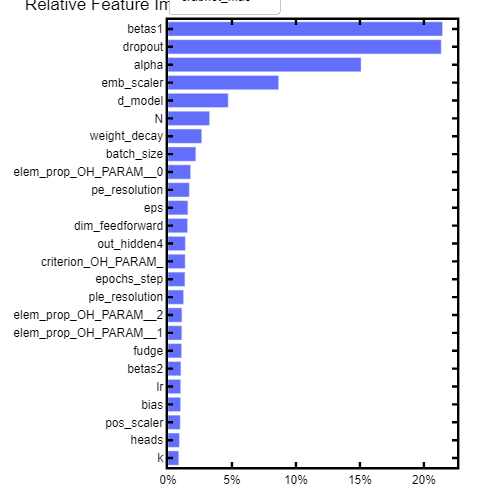 Relative Feature Im
betas1
dropout
alpha
emb_scaler
d_model
N
weight_decay
batch_size
elem_prop_OH_PARAM__0
pe_resolution
eps
dim_feedforward
out_hidden4
criterion_OH_PARAM_
epochs_step
ple_resolution
elem_prop_OH_PARAM__2
elem_prop_OH_PARAM__1
fudge
betas2
lr
bias
pos_scaler
heads
k
0% 5% 10% 15% 20%